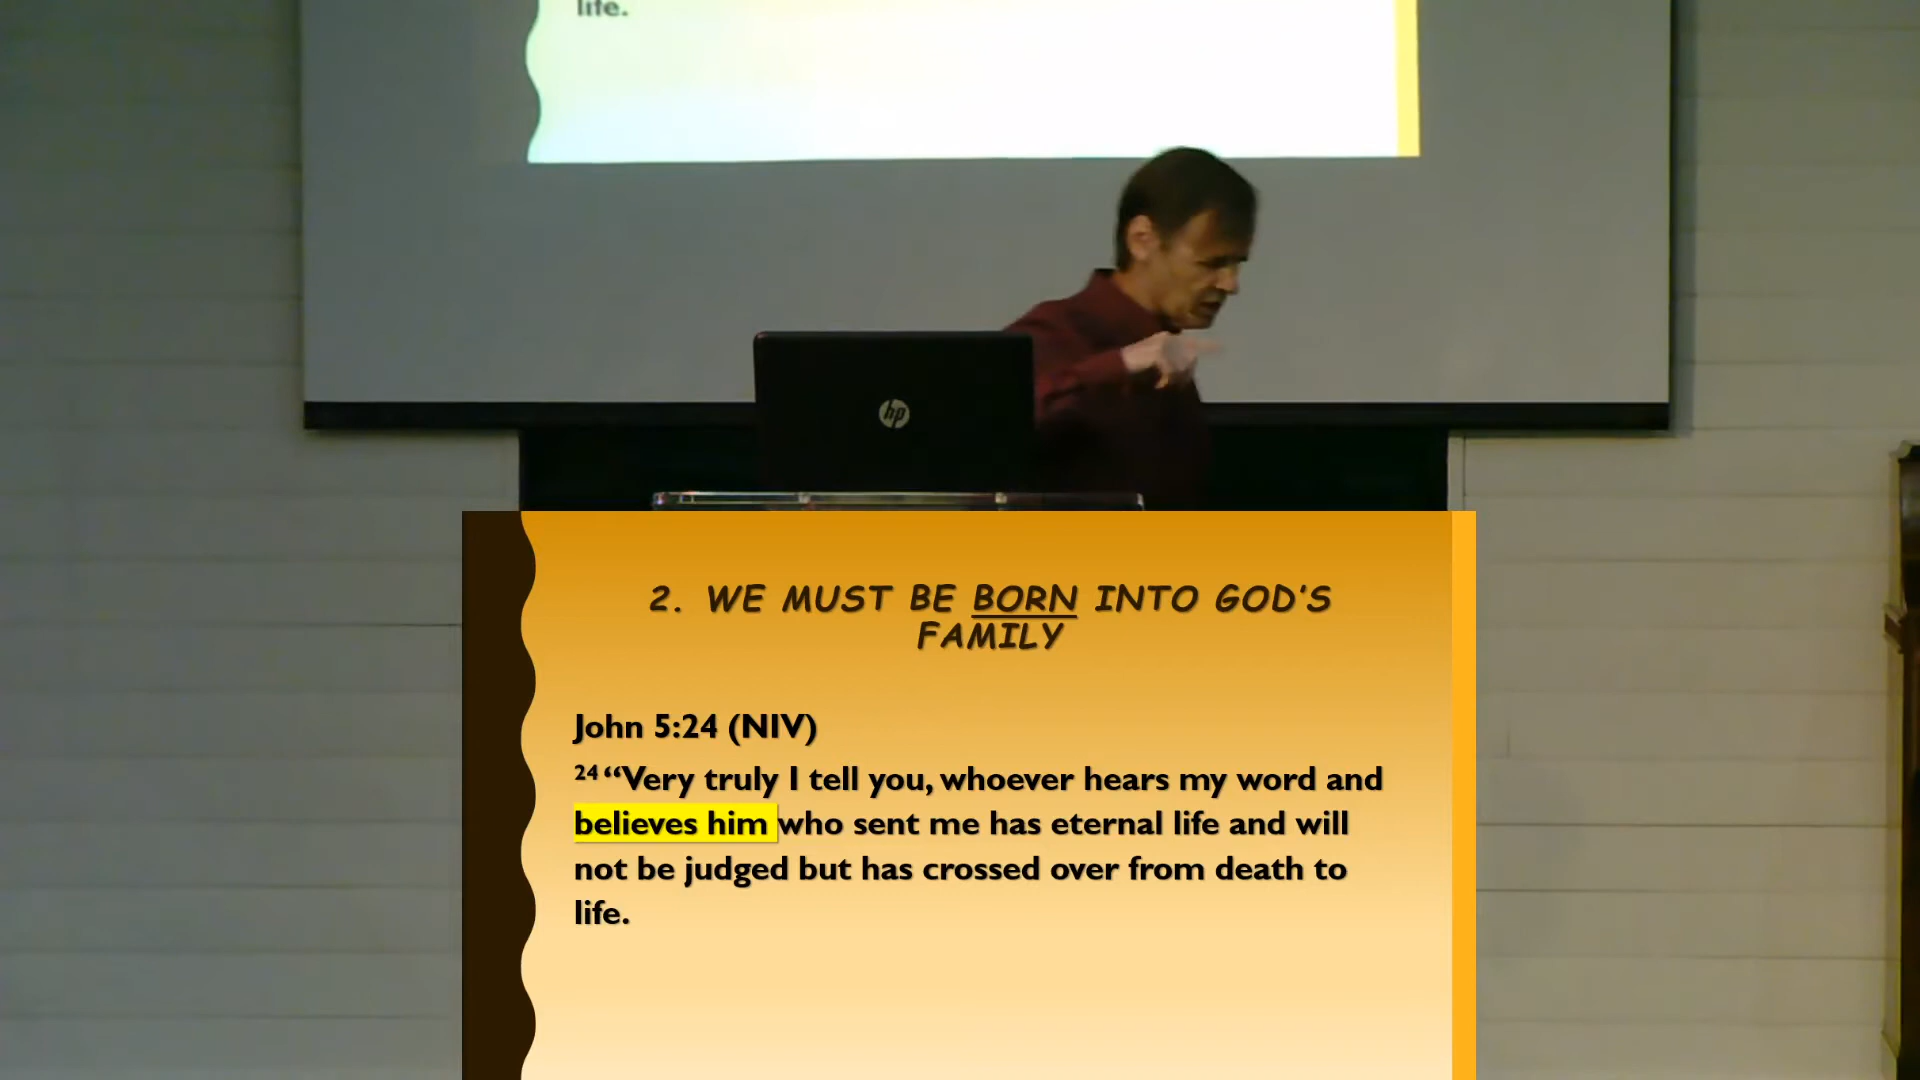 life.
hp
2. WE MUST BE BORN INTO GOD'S
FAMILY
John 5:24 (NIV)
24 “Very truly I tell you, whoever hears my word and
believes him who sent me has eternal life and will
not be judged but has crossed over from death to
life.